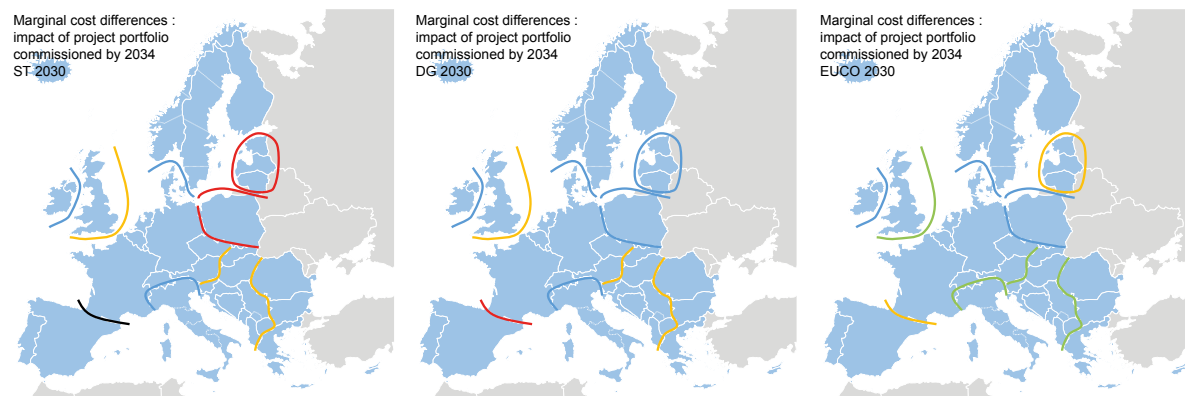 Marginal cost differences :
impact of project portfolio
commissioned by 2034
ST 2030
Marginal cost differences :
impact of project portfolio
commissioned by 2034
DG 2030
Marginal cost differences :
impact of project portfolio
commissioned by 2034
EUCO 2030